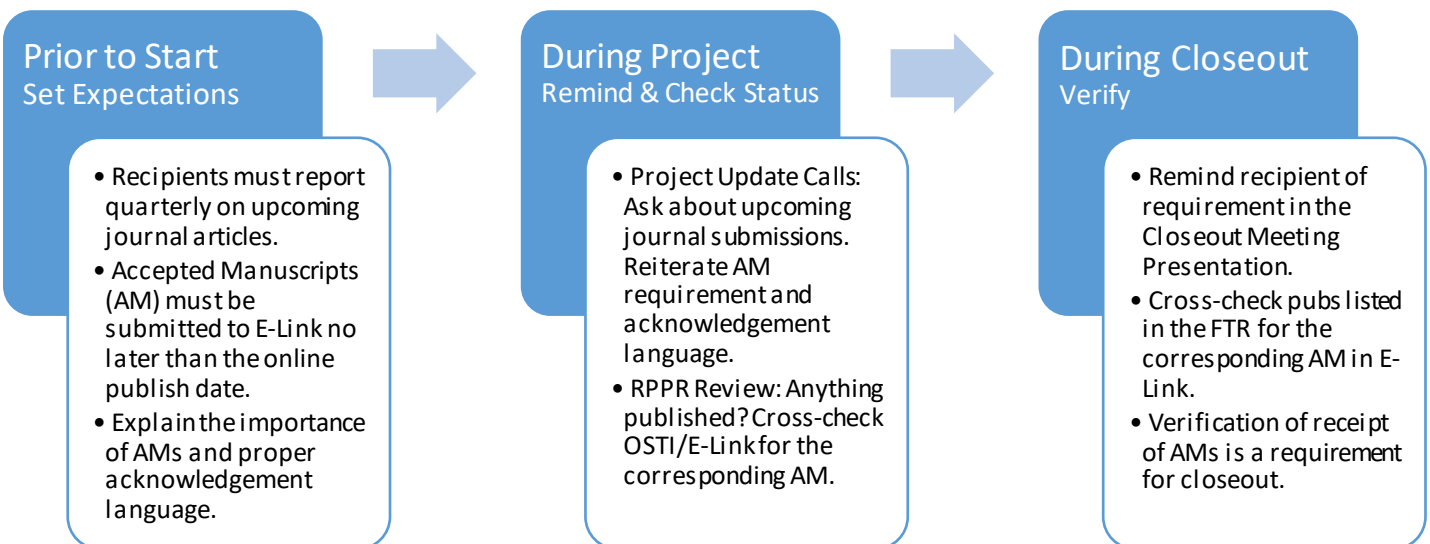 Prior to Start
Set Expectations
• Recipients must report
quarterly on upcoming
journal articles.
• Accepted Manuscripts
(AM) must be
submitted to E-Link no
later than the online
publish date.
• Explain the importance
of AMs and proper
acknowledgement
language.
During Project
Remind & Check Status
• Project Update Calls:
Ask about upcoming
journal submissions.
Reiterate AM
requirement and
acknowledgement
language.
• RPPR Review: Anything
published? Cross-check
OSTI/E-Link for the
corresponding AM.
During Closeout
Verify
• Remind recipient of
requirement in the
Closeout Meeting
Presentation.
• Cross-check pubs listed
in the FTR for the
corresponding AM in E-
Link.
• Verification of receipt
of AMs is a requirement
for closeout.